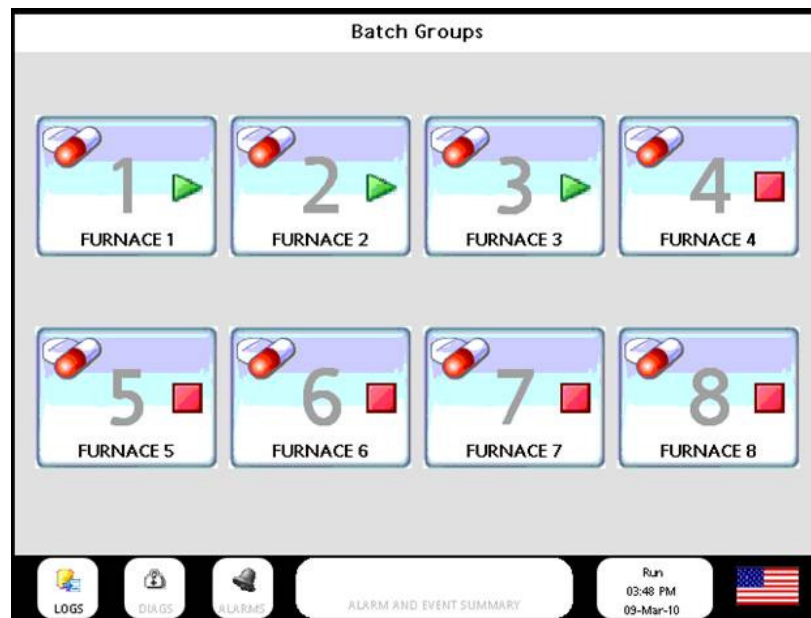 Batch Groups
1
2
3
4
FURNACE 1
FURNACE 2
FURNACE 3
FURNACE 4
5
6
7
8
FURNACE 5
FURNACE 6
FURNACE 7
FURNACE 8
LOGS
DIAGS
ALARMS
ALARM AND EVENT SUMMARY
Run
03:48 PM
09-Mar-10